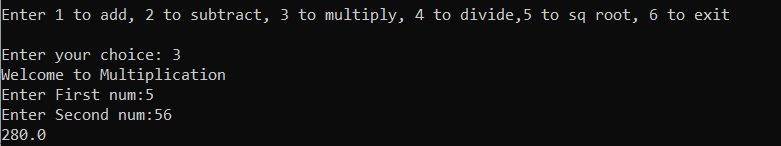 Enter 1 to add, 2 to subtract, 3 to multiply, 4 to divide,5 to sq root, 6 to exit
Enter your choice: 3
Welcome to Multiplication
Enter First num:5
Enter Second num:56
280.0